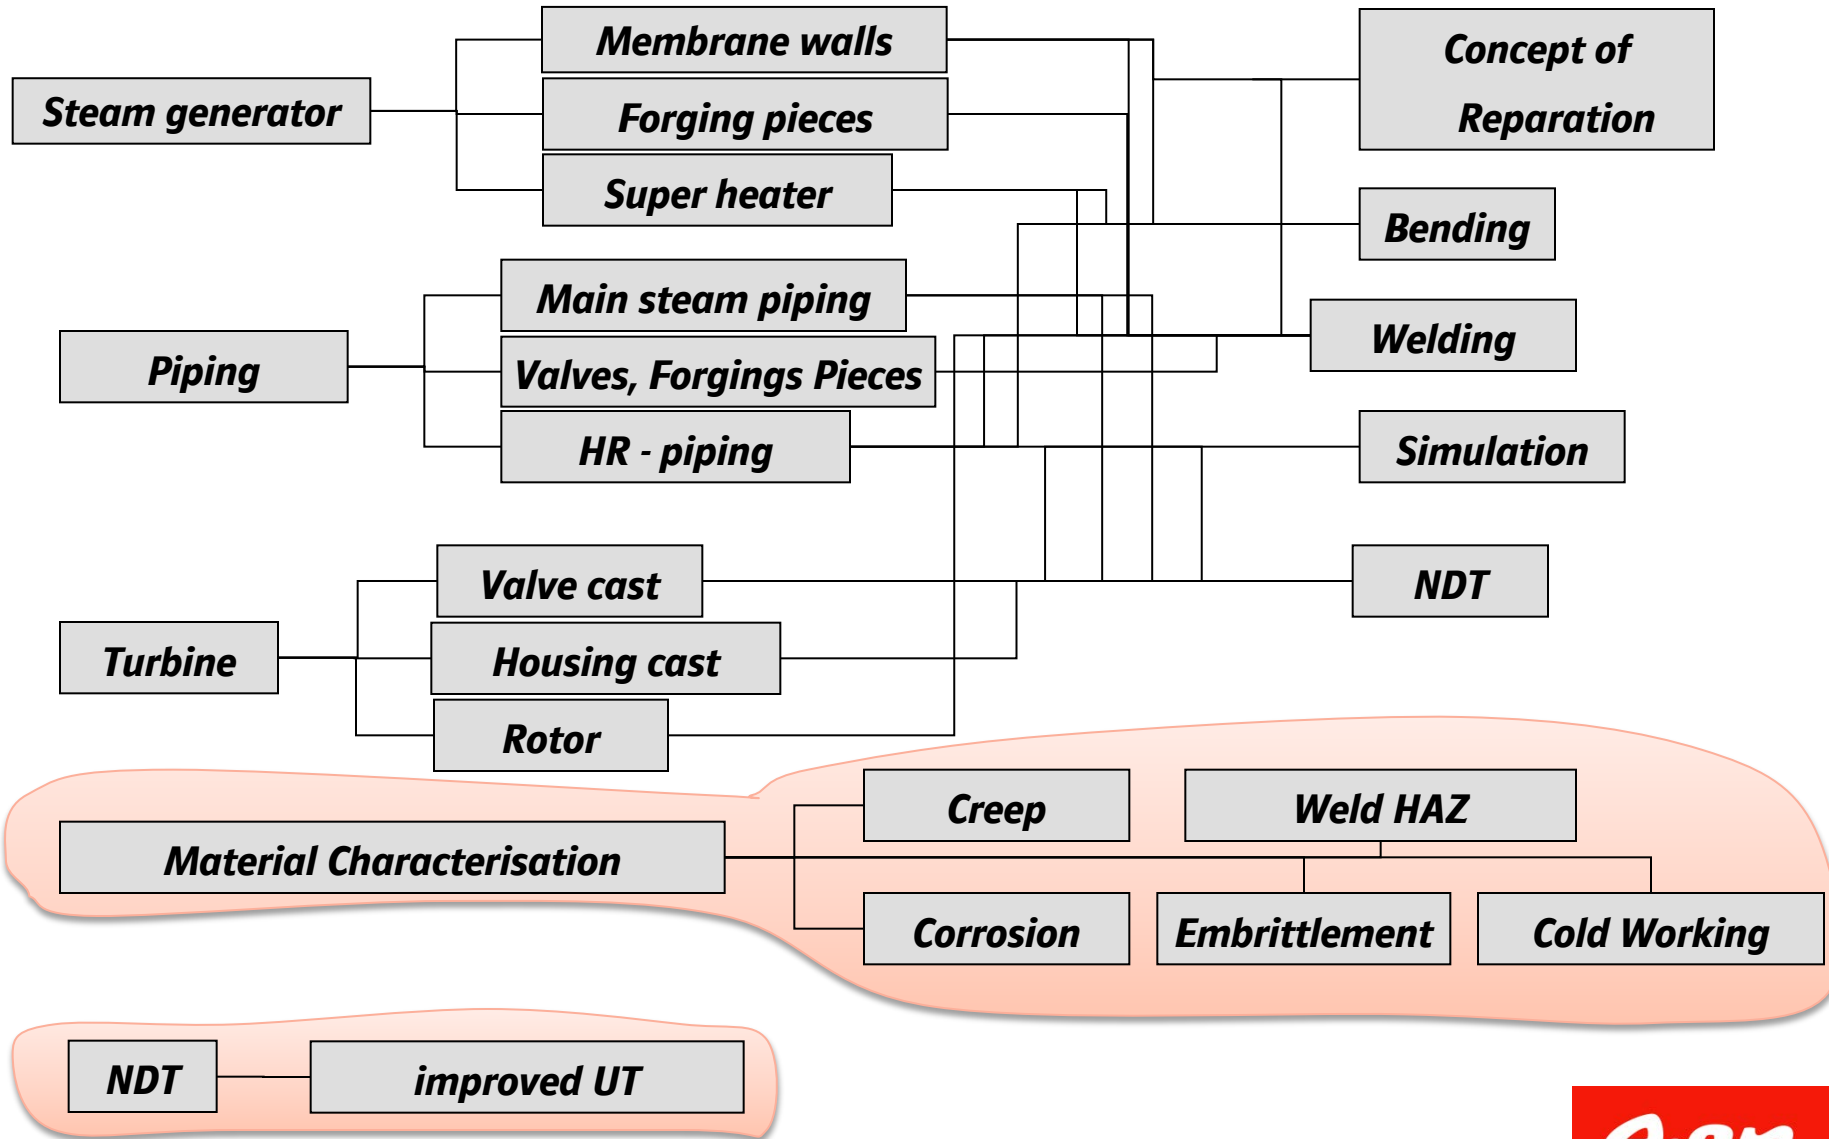 Membrane walls
Concept of
Reparation
Steam generator
Forging pieces
Super heater
Bending
Main steam piping
Welding
Piping
Valves, Forgings Pieces
HR - piping
Simulation
Valve cast
NDT
Turbine
Housing cast
Rotor
Creep
Weld HAZ
Material Characterisation
Corrosion
Embrittlement
Cold Working
NDT
improved UT